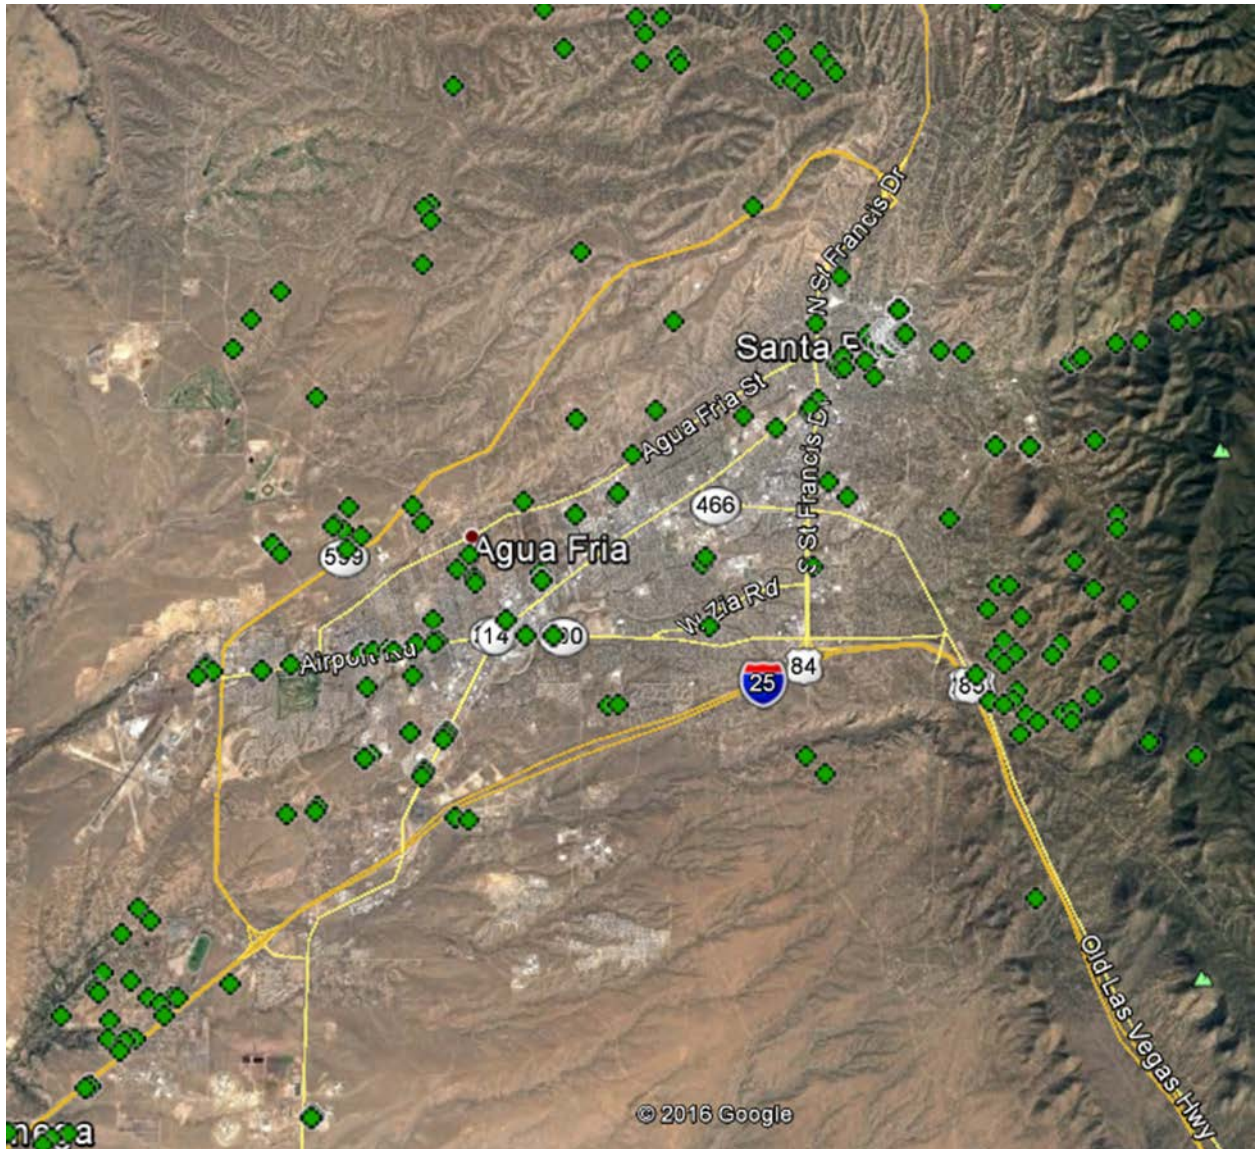 N St Francis Dr
Santa F
Agua Fria St
S St Francis Dr
466
Agua Fria
599
W Zia Rd
14
Airport Rd
84
25
© 2016 Google
Old Las Vegas Hwy